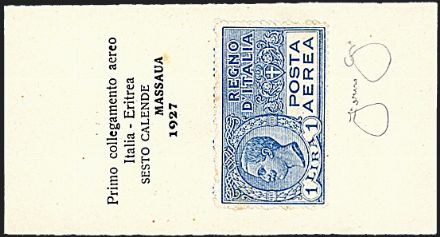 Primo collegamento aereo
Italia - Eritrea
SESTO CALENDE
MASSAUA
1927
REGNO
D'ITALIA
POSTA
AEREA
1 LIRA 1